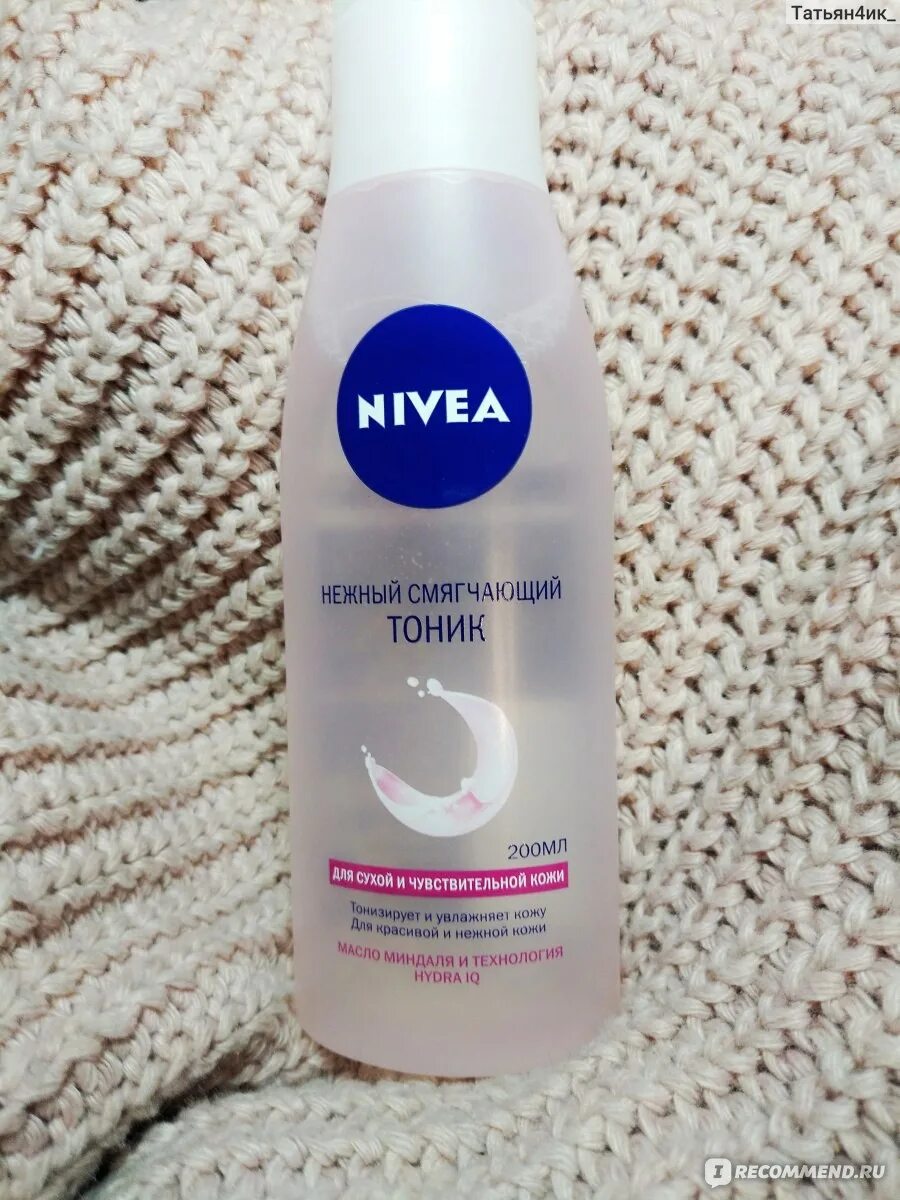 Татьян4ик_
NIVEA
НЕЖНЫЙ СМЯГЧАЮЩИЙ
ТОНИК
200МЛ
ДЛЯ СУХОЙ И ЧУВСТВИТЕЛЬНОЙ КОЖИ
Тонизирует и увлажняет кожу
Для красивой и нежной кожи
МАСЛО МИНДАЛЯ И ТЕХНОЛОГИЯ
HYDRA IQ
I RECOMMEND.RU